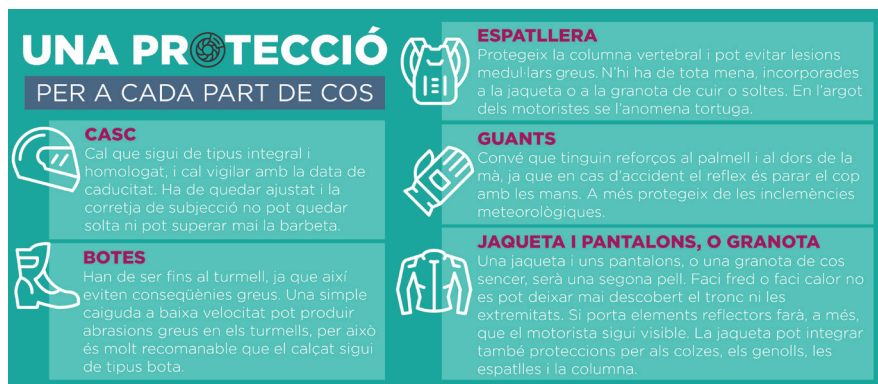 UNA PROTECCIÓ
PER A CADA PART DE COS
CASC
Cal que sigui de tipus integral i
homologat, i cal vigilar amb la data de
caducitat. Ha de quedar ajustat i la
corretja de subjecció no pot quedar
solta ni pot superar mai la barbeta.
BOTES
Han de ser fins al turmell, ja que així
eviten conseqüènies greus. Una simple
caiguda a baixa velocitat pot produir
abrasions greus en els turmells, per això
és molt recomanable que el calçat sigui
de tipus bota.
ESPATLLERA
Protegeix la columna vertebral i pot evitar lesions
medul·lars greus. N'hi ha de tota mena, incorporades
a la jaqueta o a la granota de cuir o soltes. En l'argot
dels motoristes se l'anomena tortuga.
GUANTS
Convé que tinguin reforços al palmell i al dors de la
mà, ja que en cas d'accident el reflex és parar el cop
amb les mans. A més protegeix de les inclemències
meteorològiques.
JAQUETA I PANTALONS, O GRANOTA
Una jaqueta i uns pantalons, o una granota de cos
sencer, serà una segona pell. Faci fred o faci calor no
es pot deixar mai descobert el tronc ni les
extremitats. Si porta elements reflectors farà, a més,
que el motorista sigui visible. La jaqueta pot integrar
també proteccions per als colzes, els genolls, les
espatlles i la columna.